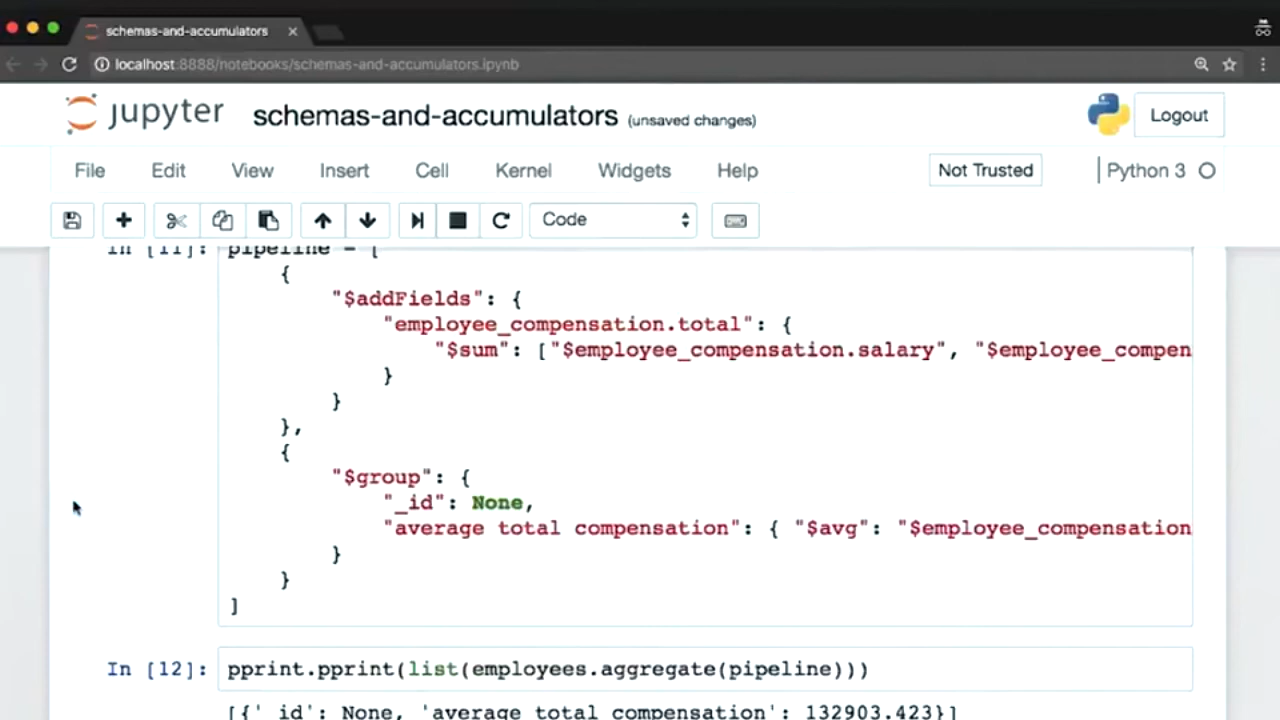 schemas-and-accumulators
localhost:8888/notebooks/schemas-and-accumulators.ipynb
jupyter schemas-and-accumulators (unsaved changes) Logout
File Edit View Insert Cell Kernel Widgets Help Not Trusted Python 3
Code
In [11]: pipeline = [
{
"$addFields": {
"employee_compensation.total": {
"$sum": ["$employee_compensation.salary", "$employee_compen
}
}
},
{
"$group": {
"_id": None,
"average total compensation": { "$avg": "$employee_compensation
}
}
]
In [12]: pprint.pprint(list(employees.aggregate(pipeline)))
[{'_id': None, 'average total compensation': 132903.423}]